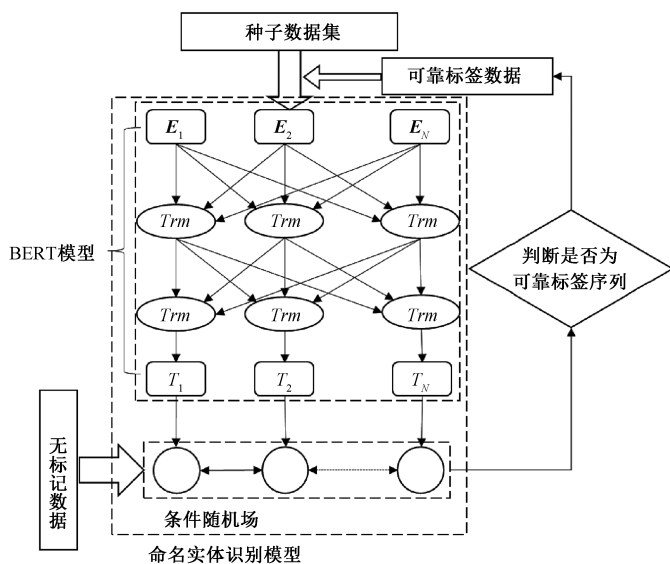 种子数据集
可靠标签数据
E₁ E₂ E_N
Trm Trm Trm
BERT模型
判断是否为
可靠标签序列
Trm Trm Trm
T₁ T₂ T_N
无标记数据
条件随机场
命名实体识别模型